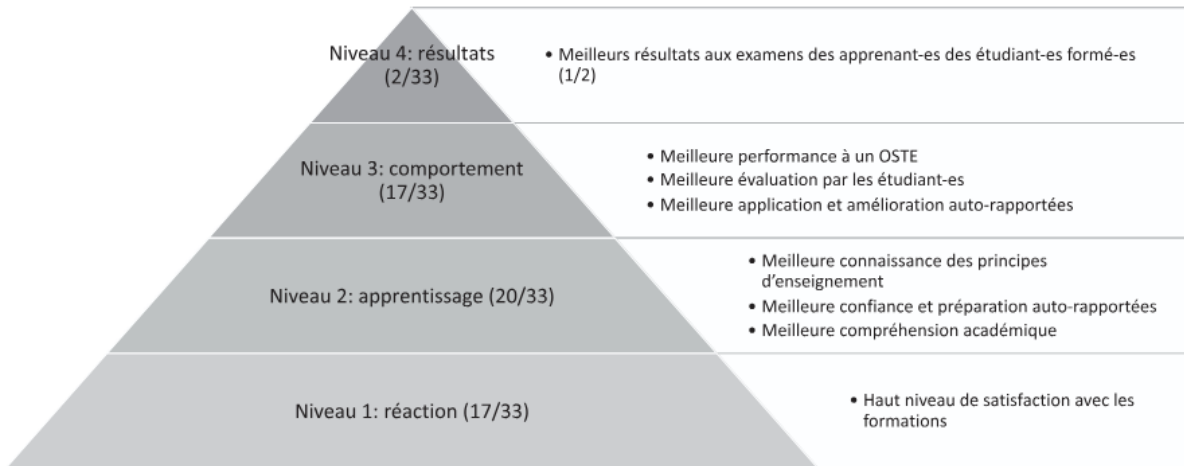 Niveau 4: résultats
(2/33)
• Meilleurs résultats aux examens des apprenant-es des étudiant-es formé-es
(1/2)
Niveau 3: comportement
(17/33)
• Meilleure performance à un OSTE
• Meilleure évaluation par les étudiant-es
• Meilleure application et amélioration auto-rapportées
Niveau 2: apprentissage (20/33)
• Meilleure connaissance des principes
d’enseignement
• Meilleure confiance et préparation auto-rapportées
• Meilleure compréhension académique
Niveau 1: réaction (17/33)
• Haut niveau de satisfaction avec les
formations